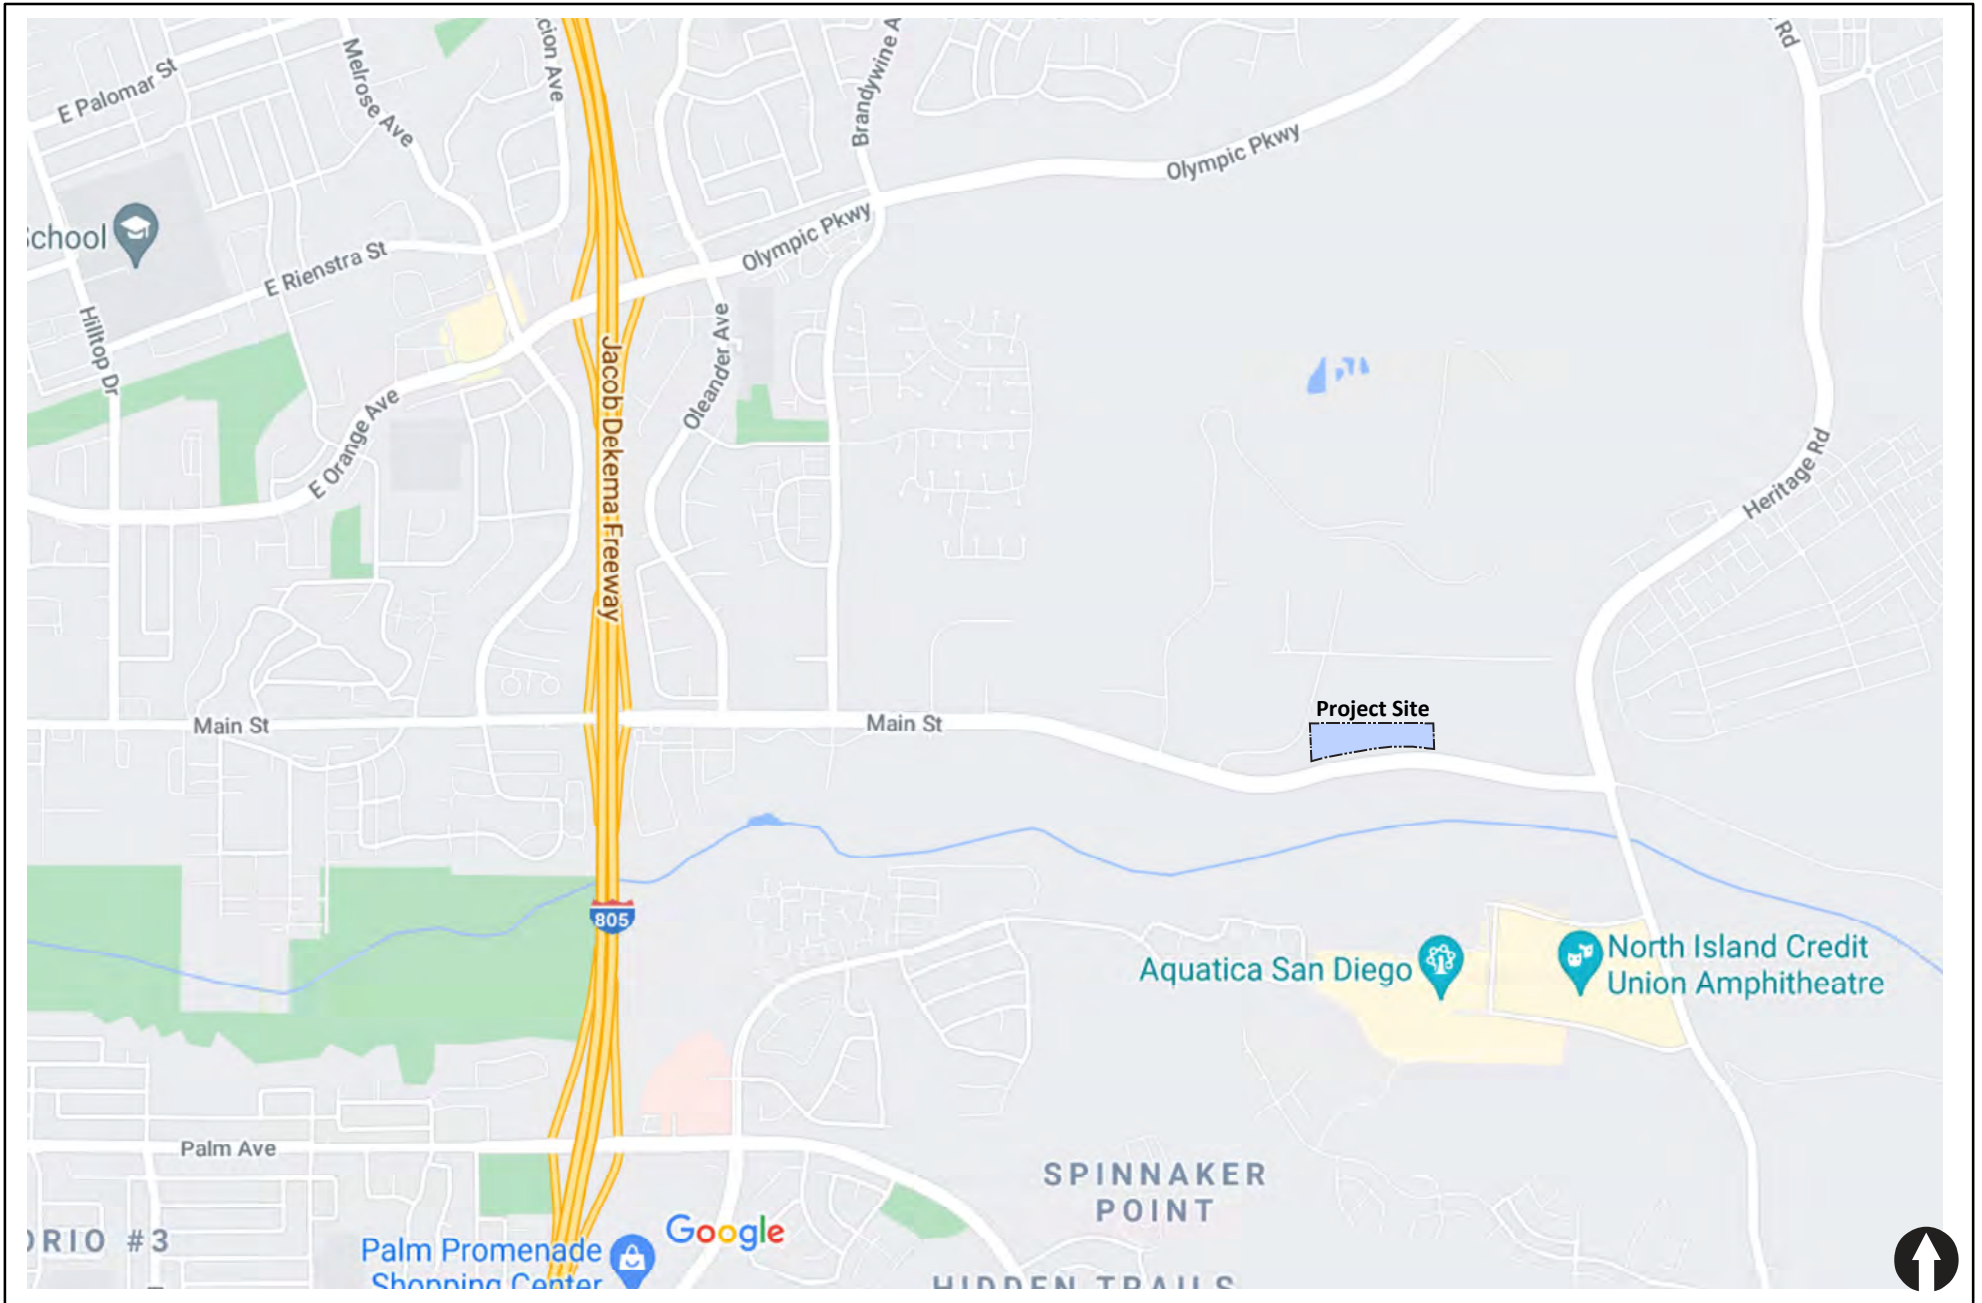 Rd
cion Ave
E Palomar St
Melrose Ave
Brandywine A
Olympic Pkwy
chool
Olympic Pkwy
E Rienstra St
Hilltop Dr
Jacob Dekema Freeway
Oleander Ave
E Orange Ave
Heritage Rd
Project Site
Main St
Main St
805
Aquatica San Diego
North Island Credit
Union Amphitheatre
Palm Ave
SPINNAKER
POINT
ORIO #3
Google
Palm Promenade
Shopping Center
HIDDEN TRAILS